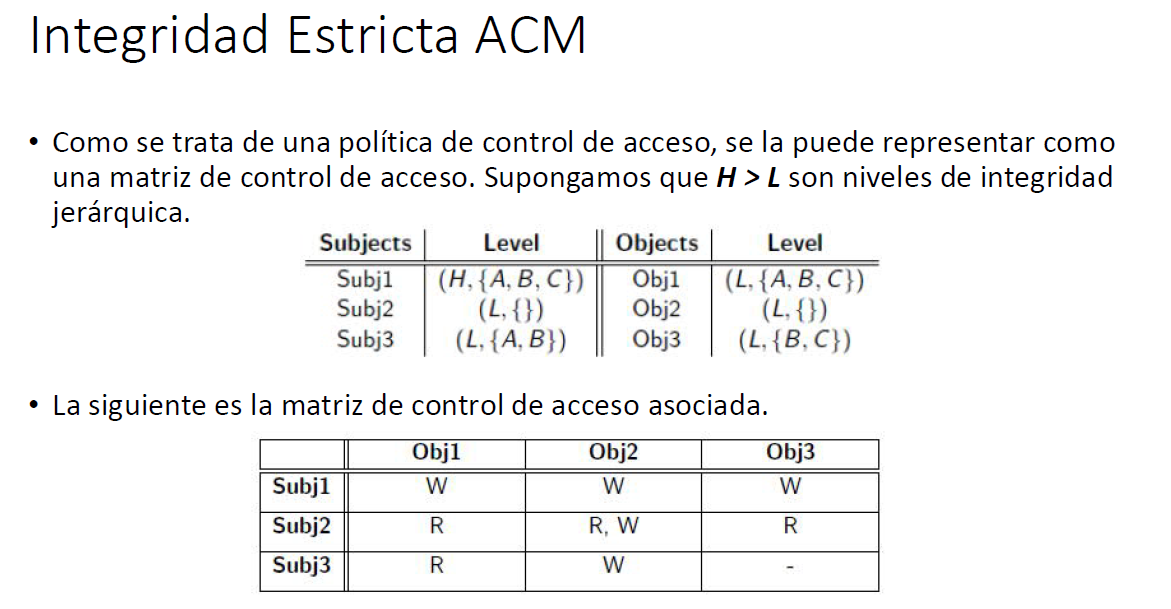 Integridad Estricta ACM
• Como se trata de una política de control de acceso, se la puede representar como
una matriz de control de acceso. Supongamos que H > L son niveles de integridad
jerárquica.
Subjects Level Objects Level
Subj1 (H, {A, B, C}) Obj1 (L, {A, B, C})
Subj2 (L, {}) Obj2 (L, {})
Subj3 (L, {A, B}) Obj3 (L, {B, C})
• La siguiente es la matriz de control de acceso asociada.
Obj1 Obj2 Obj3
Subj1 W W W
Subj2 R R, W R
Subj3 R W -